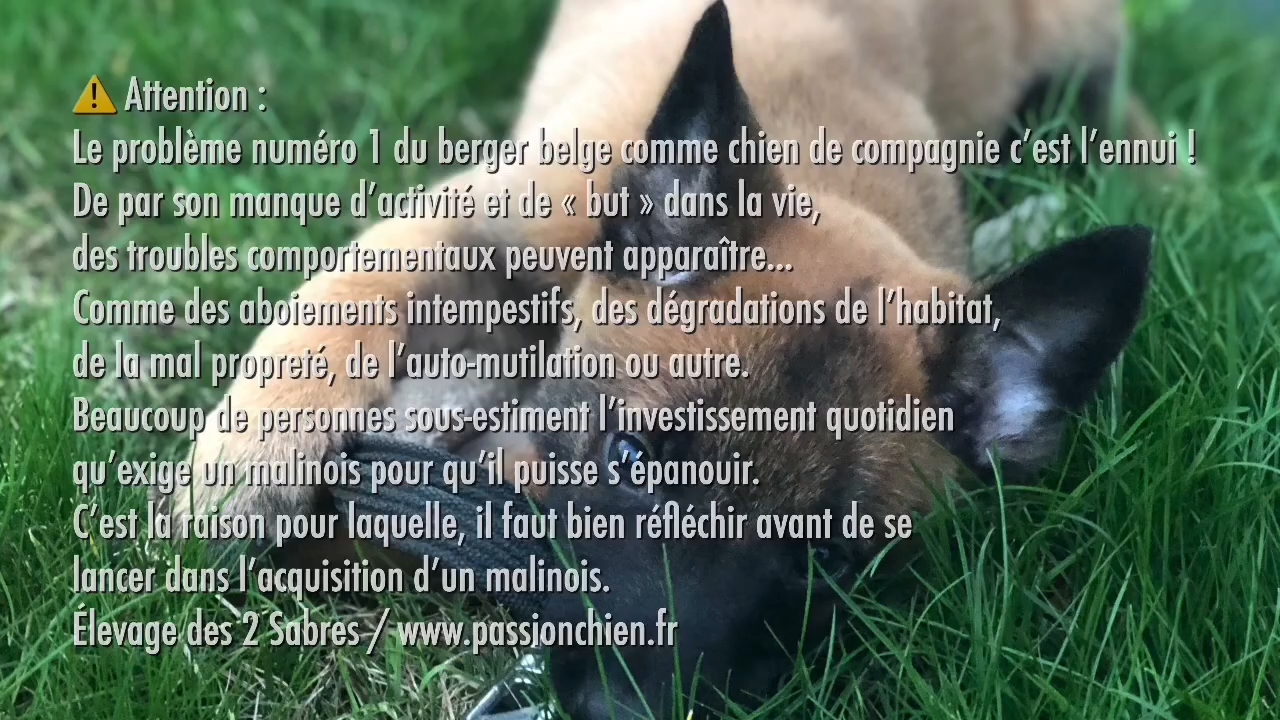 ⚠ Attention :
Le problème numéro 1 du berger belge comme chien de compagnie c’est l’ennui !
De par son manque d’activité et de « but » dans la vie,
des troubles comportementaux peuvent apparaître...
Comme des aboiements intempestifs, des dégradations de l’habitat,
de la mal propreté, de l’auto-mutilation ou autre.
Beaucoup de personnes sous-estiment l’investissement quotidien
qu’exige un malinois pour qu’il puisse s’épanouir.
C’est la raison pour laquelle, il faut bien réfléchir avant de se
lancer dans l’acquisition d’un malinois.
Élevage des 2 Sabres / www.passionchien.fr